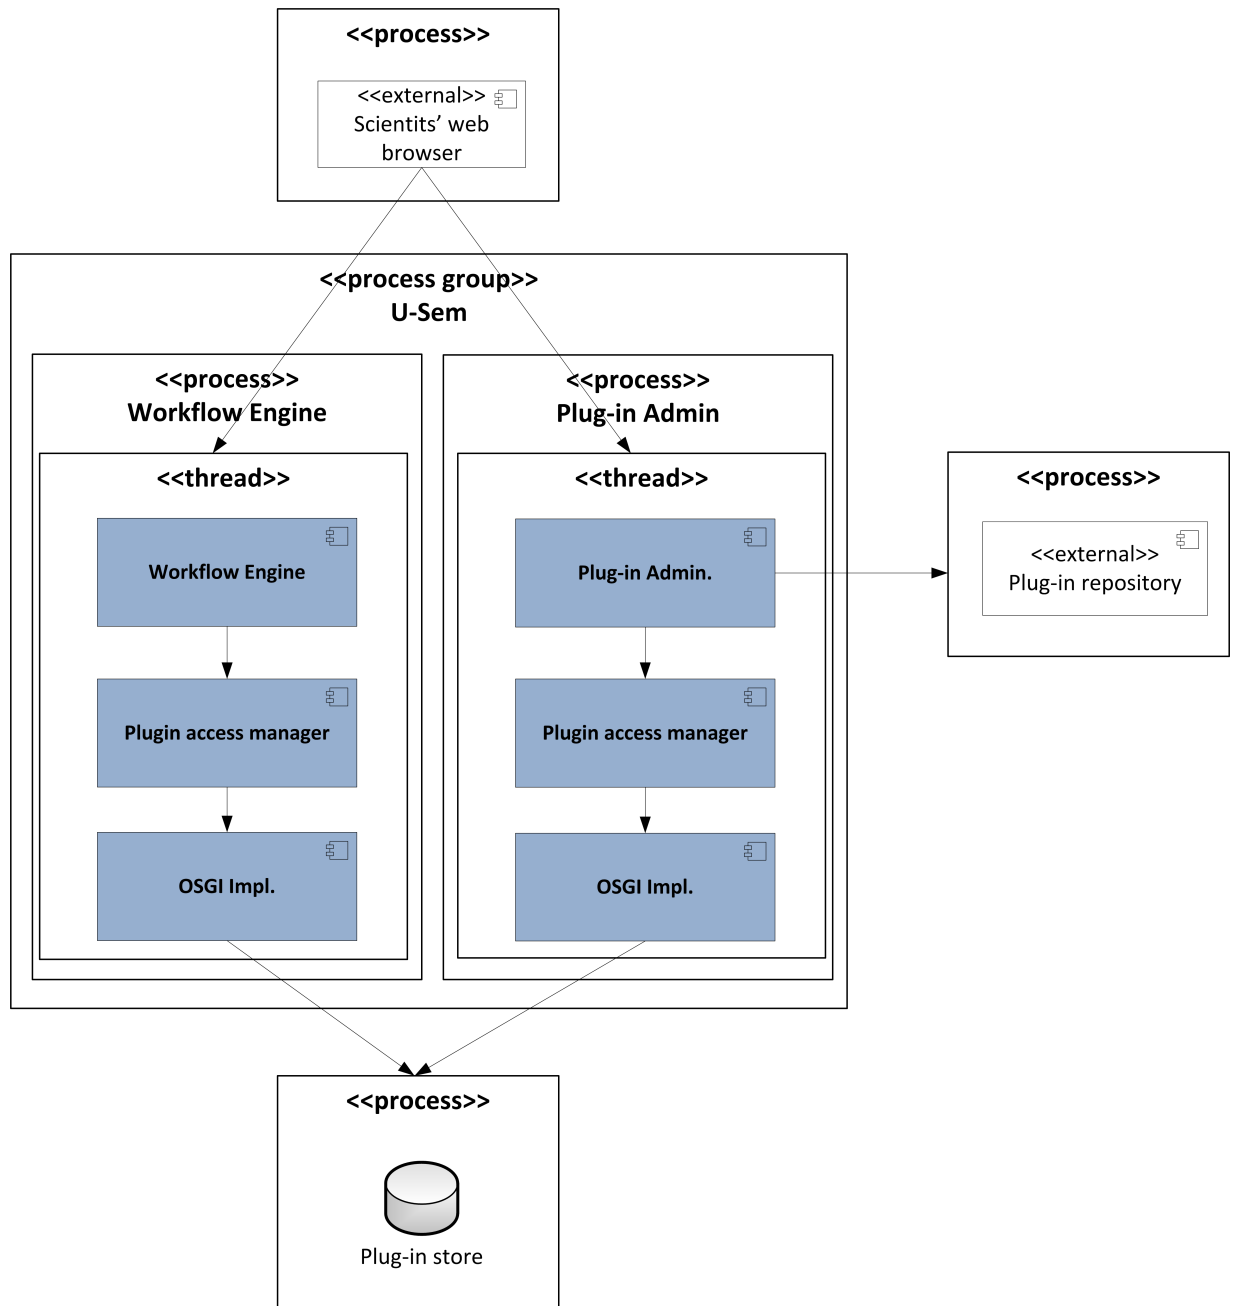 <<process>>
<<external>>
Scientits’ web
browser
<<process group>>
U-Sem
<<process>>
Workflow Engine
<<thread>>
Workflow Engine
Plugin access manager
OSGI Impl.
<<process>>
Plug-in Admin
<<thread>>
Plug-in Admin.
Plugin access manager
OSGI Impl.
<<process>>
<<external>>
Plug-in repository
<<process>>
Plug-in store